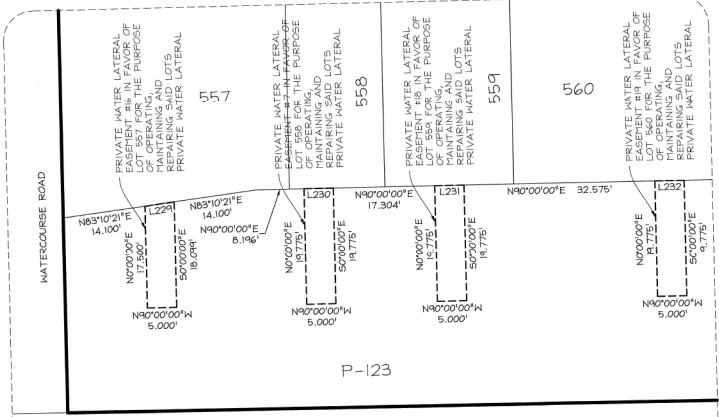 PRIVATE WATER LATERAL
EASEMENT #16 IN FAVOR OF
LOT 557 FOR THE PURPOSE
OF OPERATING,
MAINTAINING AND
REPAIRING SAID LOTS
PRIVATE WATER LATERAL
557
PRIVATE WATER LATERAL
EASEMENT #17 IN FAVOR OF
LOT 558 FOR THE PURPOSE
OF OPERATING,
MAINTAINING AND
REPAIRING SAID LOTS
PRIVATE WATER LATERAL
558
PRIVATE WATER LATERAL
EASEMENT #18 IN FAVOR OF
LOT 559 FOR THE PURPOSE
OF OPERATING,
MAINTAINING AND
REPAIRING SAID LOTS
PRIVATE WATER LATERAL
559
560
PRIVATE WATER LATERAL
EASEMENT #19 IN FAVOR OF
LOT 560 FOR THE PURPOSE
OF OPERATING,
MAINTAINING AND
REPAIRING SAID LOTS
PRIVATE WATER LATERAL
WATERCOURSE ROAD
N83°10'21"E
14.100'
L229
N83°10'21"E
14.100'
N90°00'00"E
8.196'
L230
N90°00'00"E
17.304'
L231
N90°00'00"E 32.575'
L232
N0°00'00"E
17.500'
S0°00'00"E
18.099'
N90°00'00"W
5.000'
N0°00'00"E
19.775'
S0°00'00"E
19.775'
N90°00'00"W
5.000'
N0°00'00"E
19.775'
S0°00'00"E
19.775'
N90°00'00"W
5.000'
N0°00'00"E
19.775'
S0°00'00"E
9.775'
N90°00'00"W
5.000'
P-123